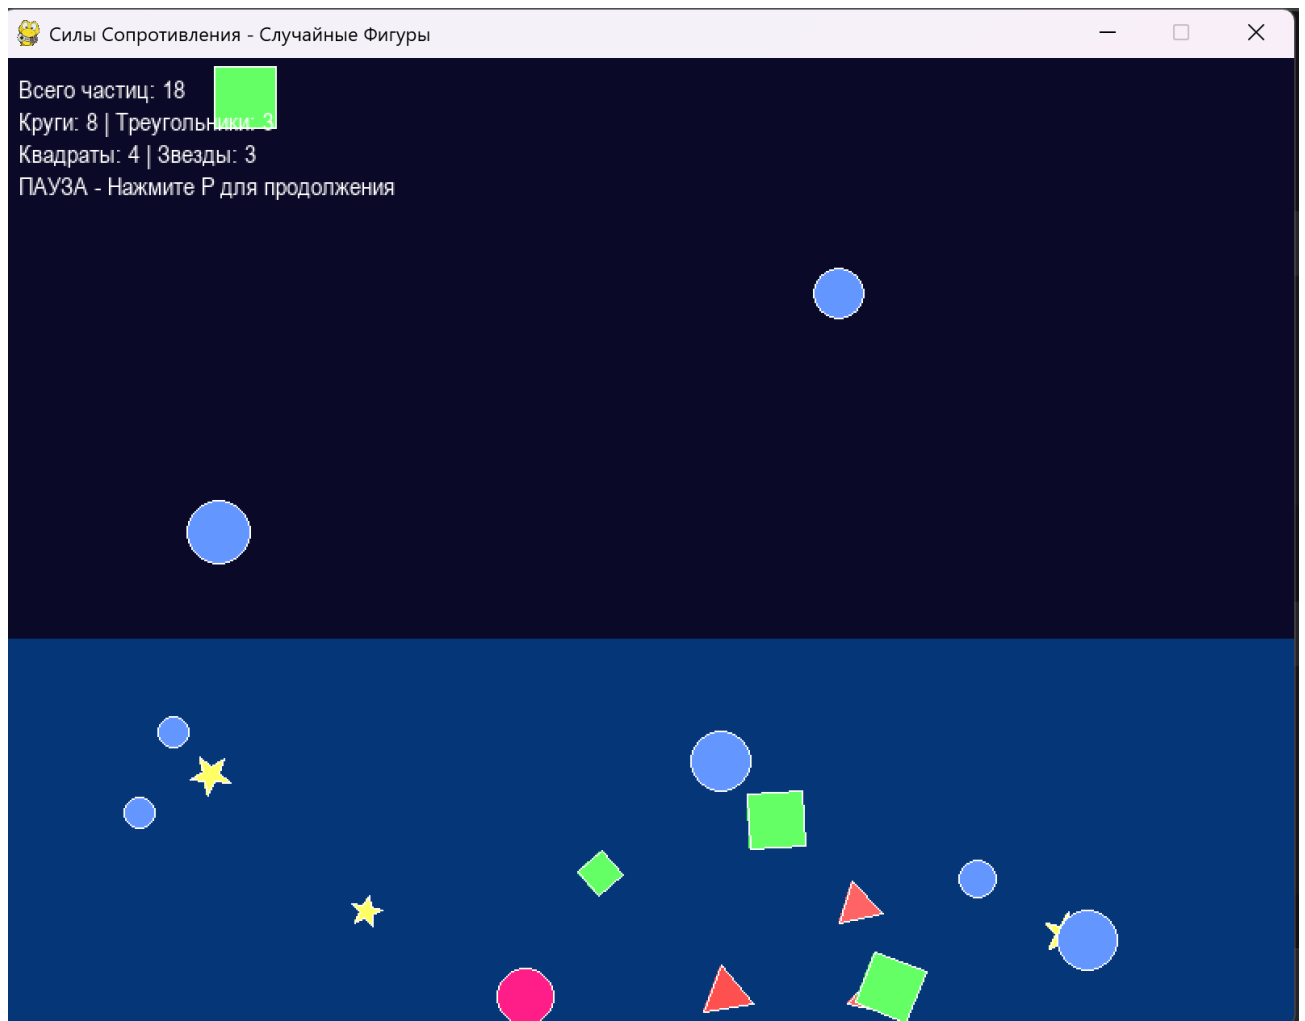 Силы Сопротивления - Случайные Фигуры
Всего частиц: 18
Круги: 8 | Треугольники: 3
Квадраты: 4 | Звезды: 3
ПАУЗА - Нажмите P для продолжения